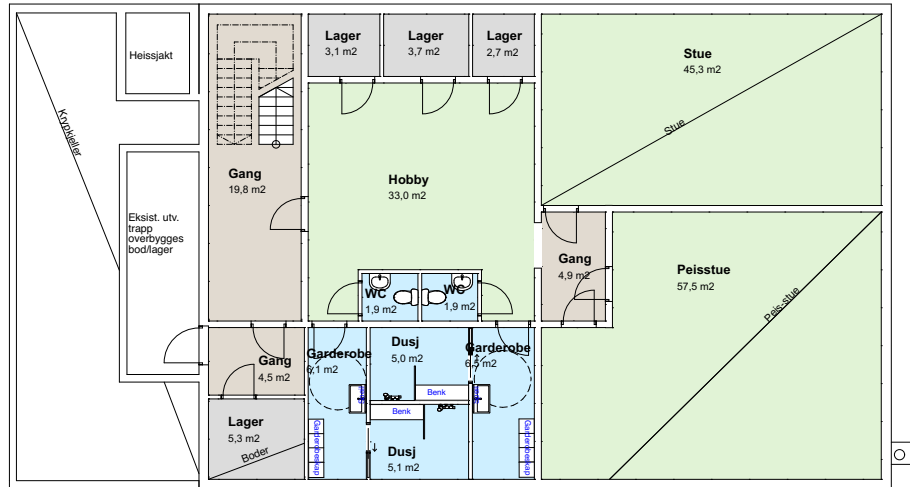 Heissjakt
Krypkjeller
Lager
3,1 m2
Lager
3,7 m2
Lager
2,7 m2
Stue
45,3 m2
Stue
Gang
19,8 m2
Hobby
33,0 m2
Eksist. utv.
trapp
overbygges
bod/lager
Gang
4,9 m2
Peisstue
57,5 m2
Peis-stue
WC
1,9 m2
WC
1,9 m2
Gang
4,5 m2
Garderobe
6,1 m2
Dusj
5,0 m2
Garderobe
6,5 m2
Benk
Benk
Lager
5,3 m2
Boder
Garderobeskap
Dusj
5,1 m2
Garderobeskap